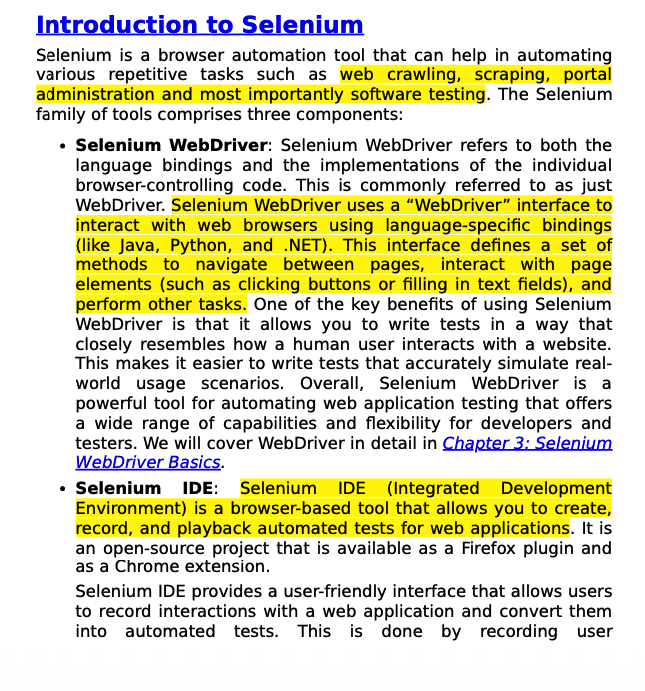 Introduction to Selenium
Selenium is a browser automation tool that can help in automating
various repetitive tasks such as web crawling, scraping, portal
administration and most importantly software testing. The Selenium
family of tools comprises three components:
• Selenium WebDriver: Selenium WebDriver refers to both the
language bindings and the implementations of the individual
browser-controlling code. This is commonly referred to as just
WebDriver. Selenium WebDriver uses a “WebDriver” interface to
interact with web browsers using language-specific bindings
(like Java, Python, and .NET). This interface defines a set of
methods to navigate between pages, interact with page
elements (such as clicking buttons or filling in text fields), and
perform other tasks. One of the key benefits of using Selenium
WebDriver is that it allows you to write tests in a way that
closely resembles how a human user interacts with a website.
This makes it easier to write tests that accurately simulate real-
world usage scenarios. Overall, Selenium WebDriver is a
powerful tool for automating web application testing that offers
a wide range of capabilities and flexibility for developers and
testers. We will cover WebDriver in detail in Chapter 3: Selenium
WebDriver Basics.
• Selenium IDE: Selenium IDE (Integrated Development
Environment) is a browser-based tool that allows you to create,
record, and playback automated tests for web applications. It is
an open-source project that is available as a Firefox plugin and
as a Chrome extension.
Selenium IDE provides a user-friendly interface that allows users
to record interactions with a web application and convert them
into automated tests. This is done by recording user